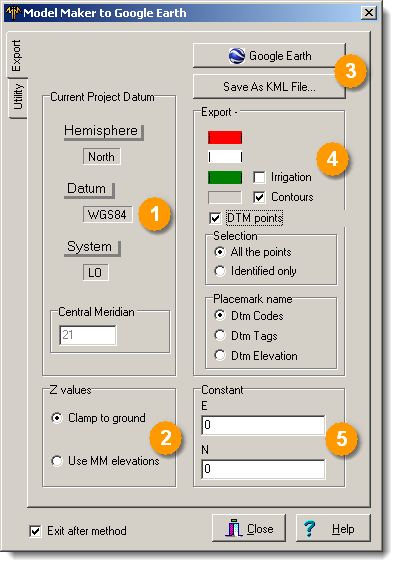 Model Maker to Google Earth
Export
Utility
Current Project Datum
Hemisphere
North
Datum
WGS84
1
System
LO
Central Meridian
21
Google Earth
Save As KML File...
3
Export -
4
Irrigation
Contours
DTM points
Selection
All the points
Identified only
Placemark name
Dtm Codes
Dtm Tags
Dtm Elevation
Z values
Clamp to ground
2
Use MM elevations
Constant
E
0
5
N
0
Exit after method
Close
? Help